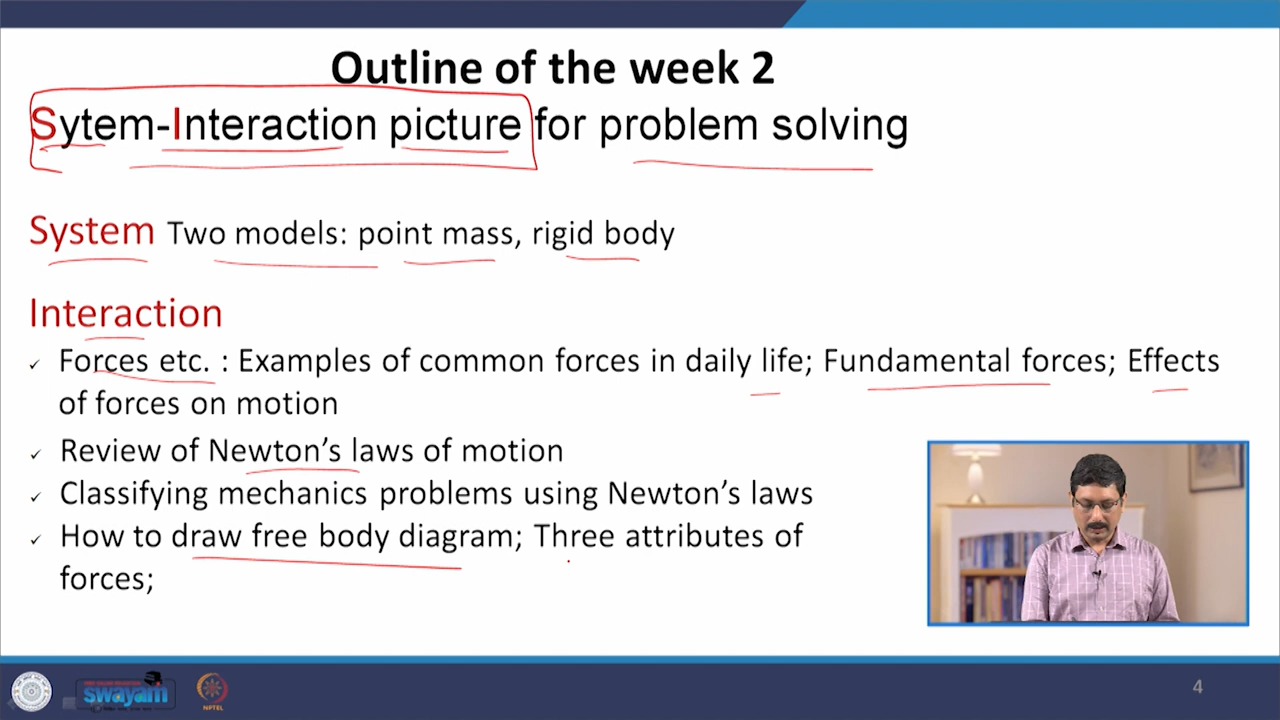 Outline of the week 2
Sytem-Interaction picture for problem solving
System Two models: point mass, rigid body
Interaction
✓ Forces etc. : Examples of common forces in daily life; Fundamental forces; Effects
of forces on motion
✓ Review of Newton's laws of motion
✓ Classifying mechanics problems using Newton's laws
✓ How to draw free body diagram; Three attributes of
forces;
swayam
NPTEL
4